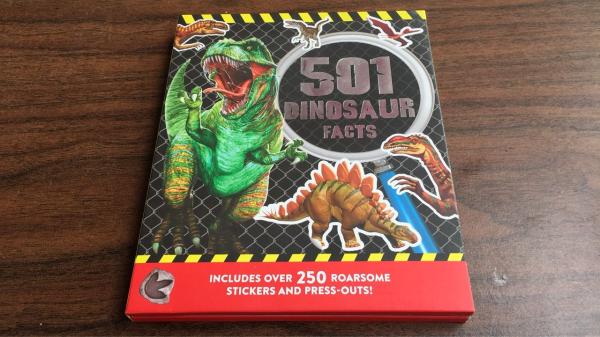 501
DINOSAUR
FACTS
INCLUDES OVER 250 ROARSOME
STICKERS AND PRESS-OUTS!